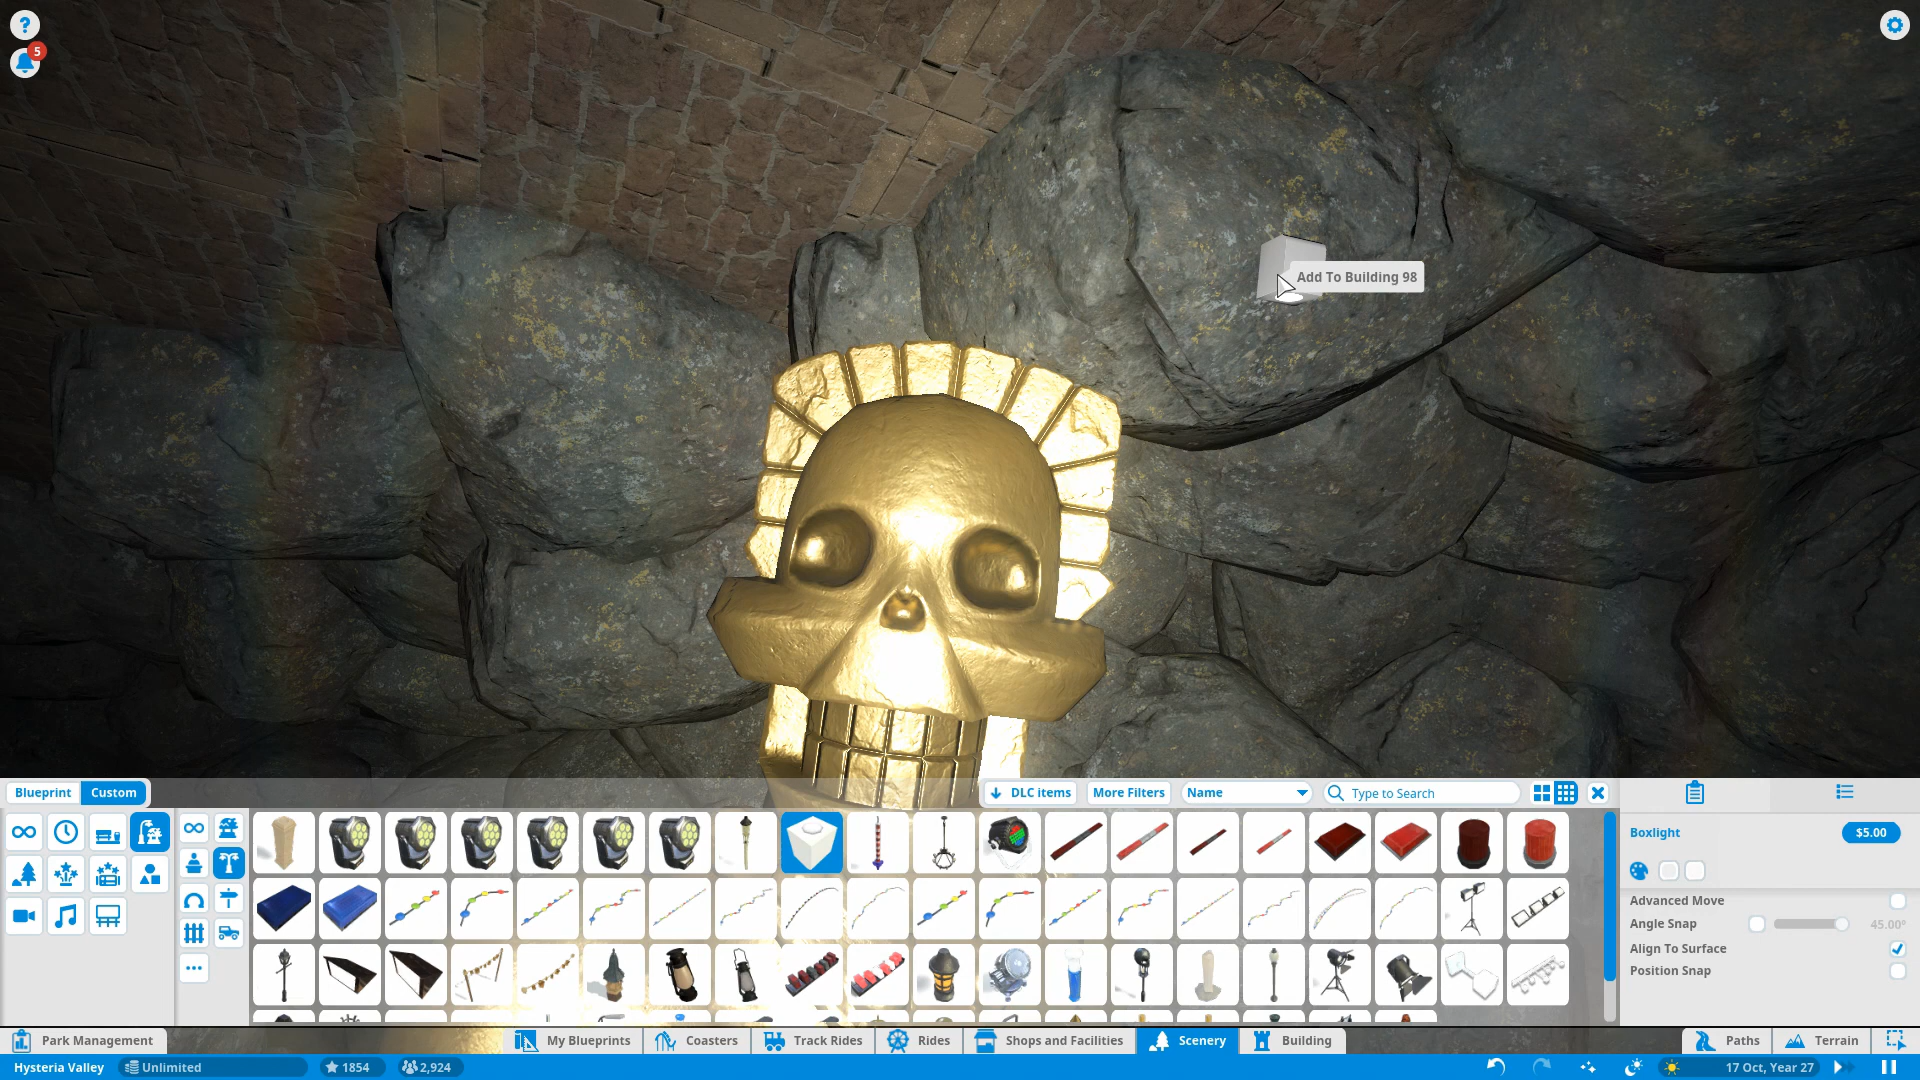 ?
5
Add To Building 98
Blueprint
Custom
DLC items
More Filters
Name
Type to Search
Boxlight
$5.00
Advanced Move
Angle Snap
45.00°
Align To Surface
Position Snap
Park Management
My Blueprints
Coasters
Track Rides
Rides
Shops and Facilities
Scenery
Building
Paths
Terrain
Hysteria Valley
Unlimited
1854
2,924
17 Oct, Year 27